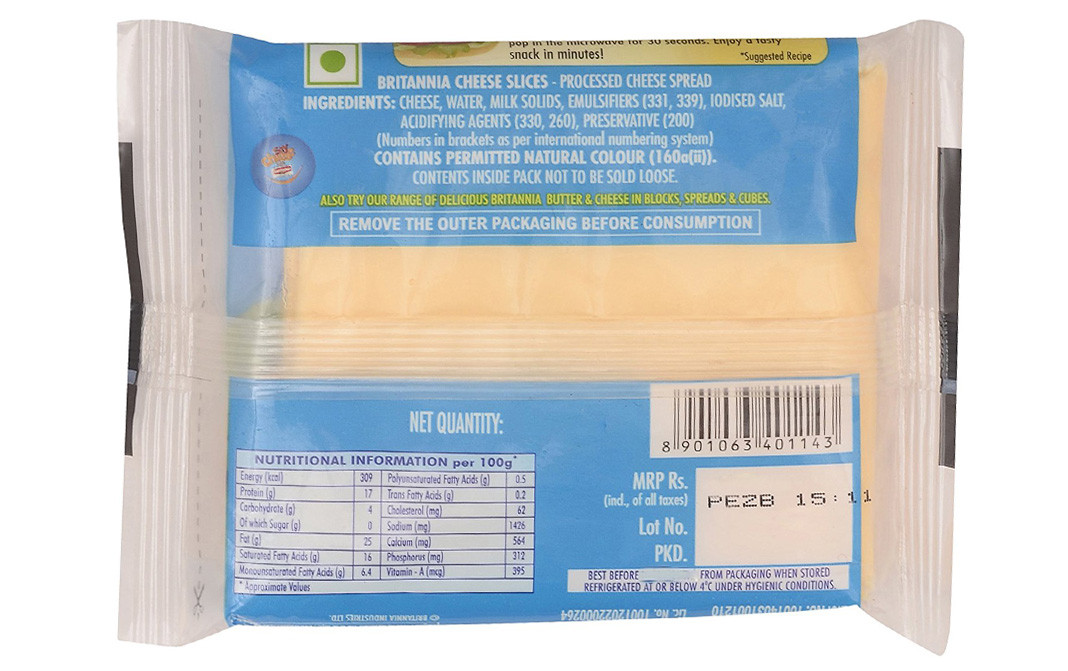 pop in the microwave for 30 seconds. Enjoy a tasty
snack in minutes!
*Suggested Recipe
BRITANNIA CHEESE SLICES - PROCESSED CHEESE SPREAD
INGREDIENTS: CHEESE, WATER, MILK SOLIDS, EMULSIFIERS (331, 339), IODISED SALT,
ACIDIFYING AGENTS (330, 260), PRESERVATIVE (200)
(Numbers in brackets as per international numbering system)
CONTAINS PERMITTED NATURAL COLOUR (160a(ii)).
CONTENTS INSIDE PACK NOT TO BE SOLD LOOSE.
ALSO TRY OUR RANGE OF DELICIOUS BRITANNIA BUTTER & CHEESE IN BLOCKS, SPREADS & CUBES.
REMOVE THE OUTER PACKAGING BEFORE CONSUMPTION
NET QUANTITY:
8 901063 401143
NUTRITIONAL INFORMATION per 100g*
Energy (kcal) 309 Polyunsaturated Fatty Acids (g) 0.5
Protein (g) 17 Trans Fatty Acids (g) 0.2
Carbohydrate (g) 4 Cholesterol (mg) 62
Of which Sugar (g) 0 Sodium (mg) 1426
Fat (g) 25 Calcium (mg) 564
Saturated Fatty Acids (g) 16 Phosphorus (mg) 312
Monounsaturated Fatty Acids (g) 6.4 Vitamin - A (mcg) 395
* Approximate Values
MRP Rs.
(incl., of all taxes)
PEZB 15:11
Lot No.
PKD.
BEST BEFORE FROM PACKAGING WHEN STORED
REFRIGERATED AT OR BELOW 4°C UNDER HYGIENIC CONDITIONS.
© BRITANNIA INDUSTRIES LTD.
Lic. No. 10012022000264
10014051001210